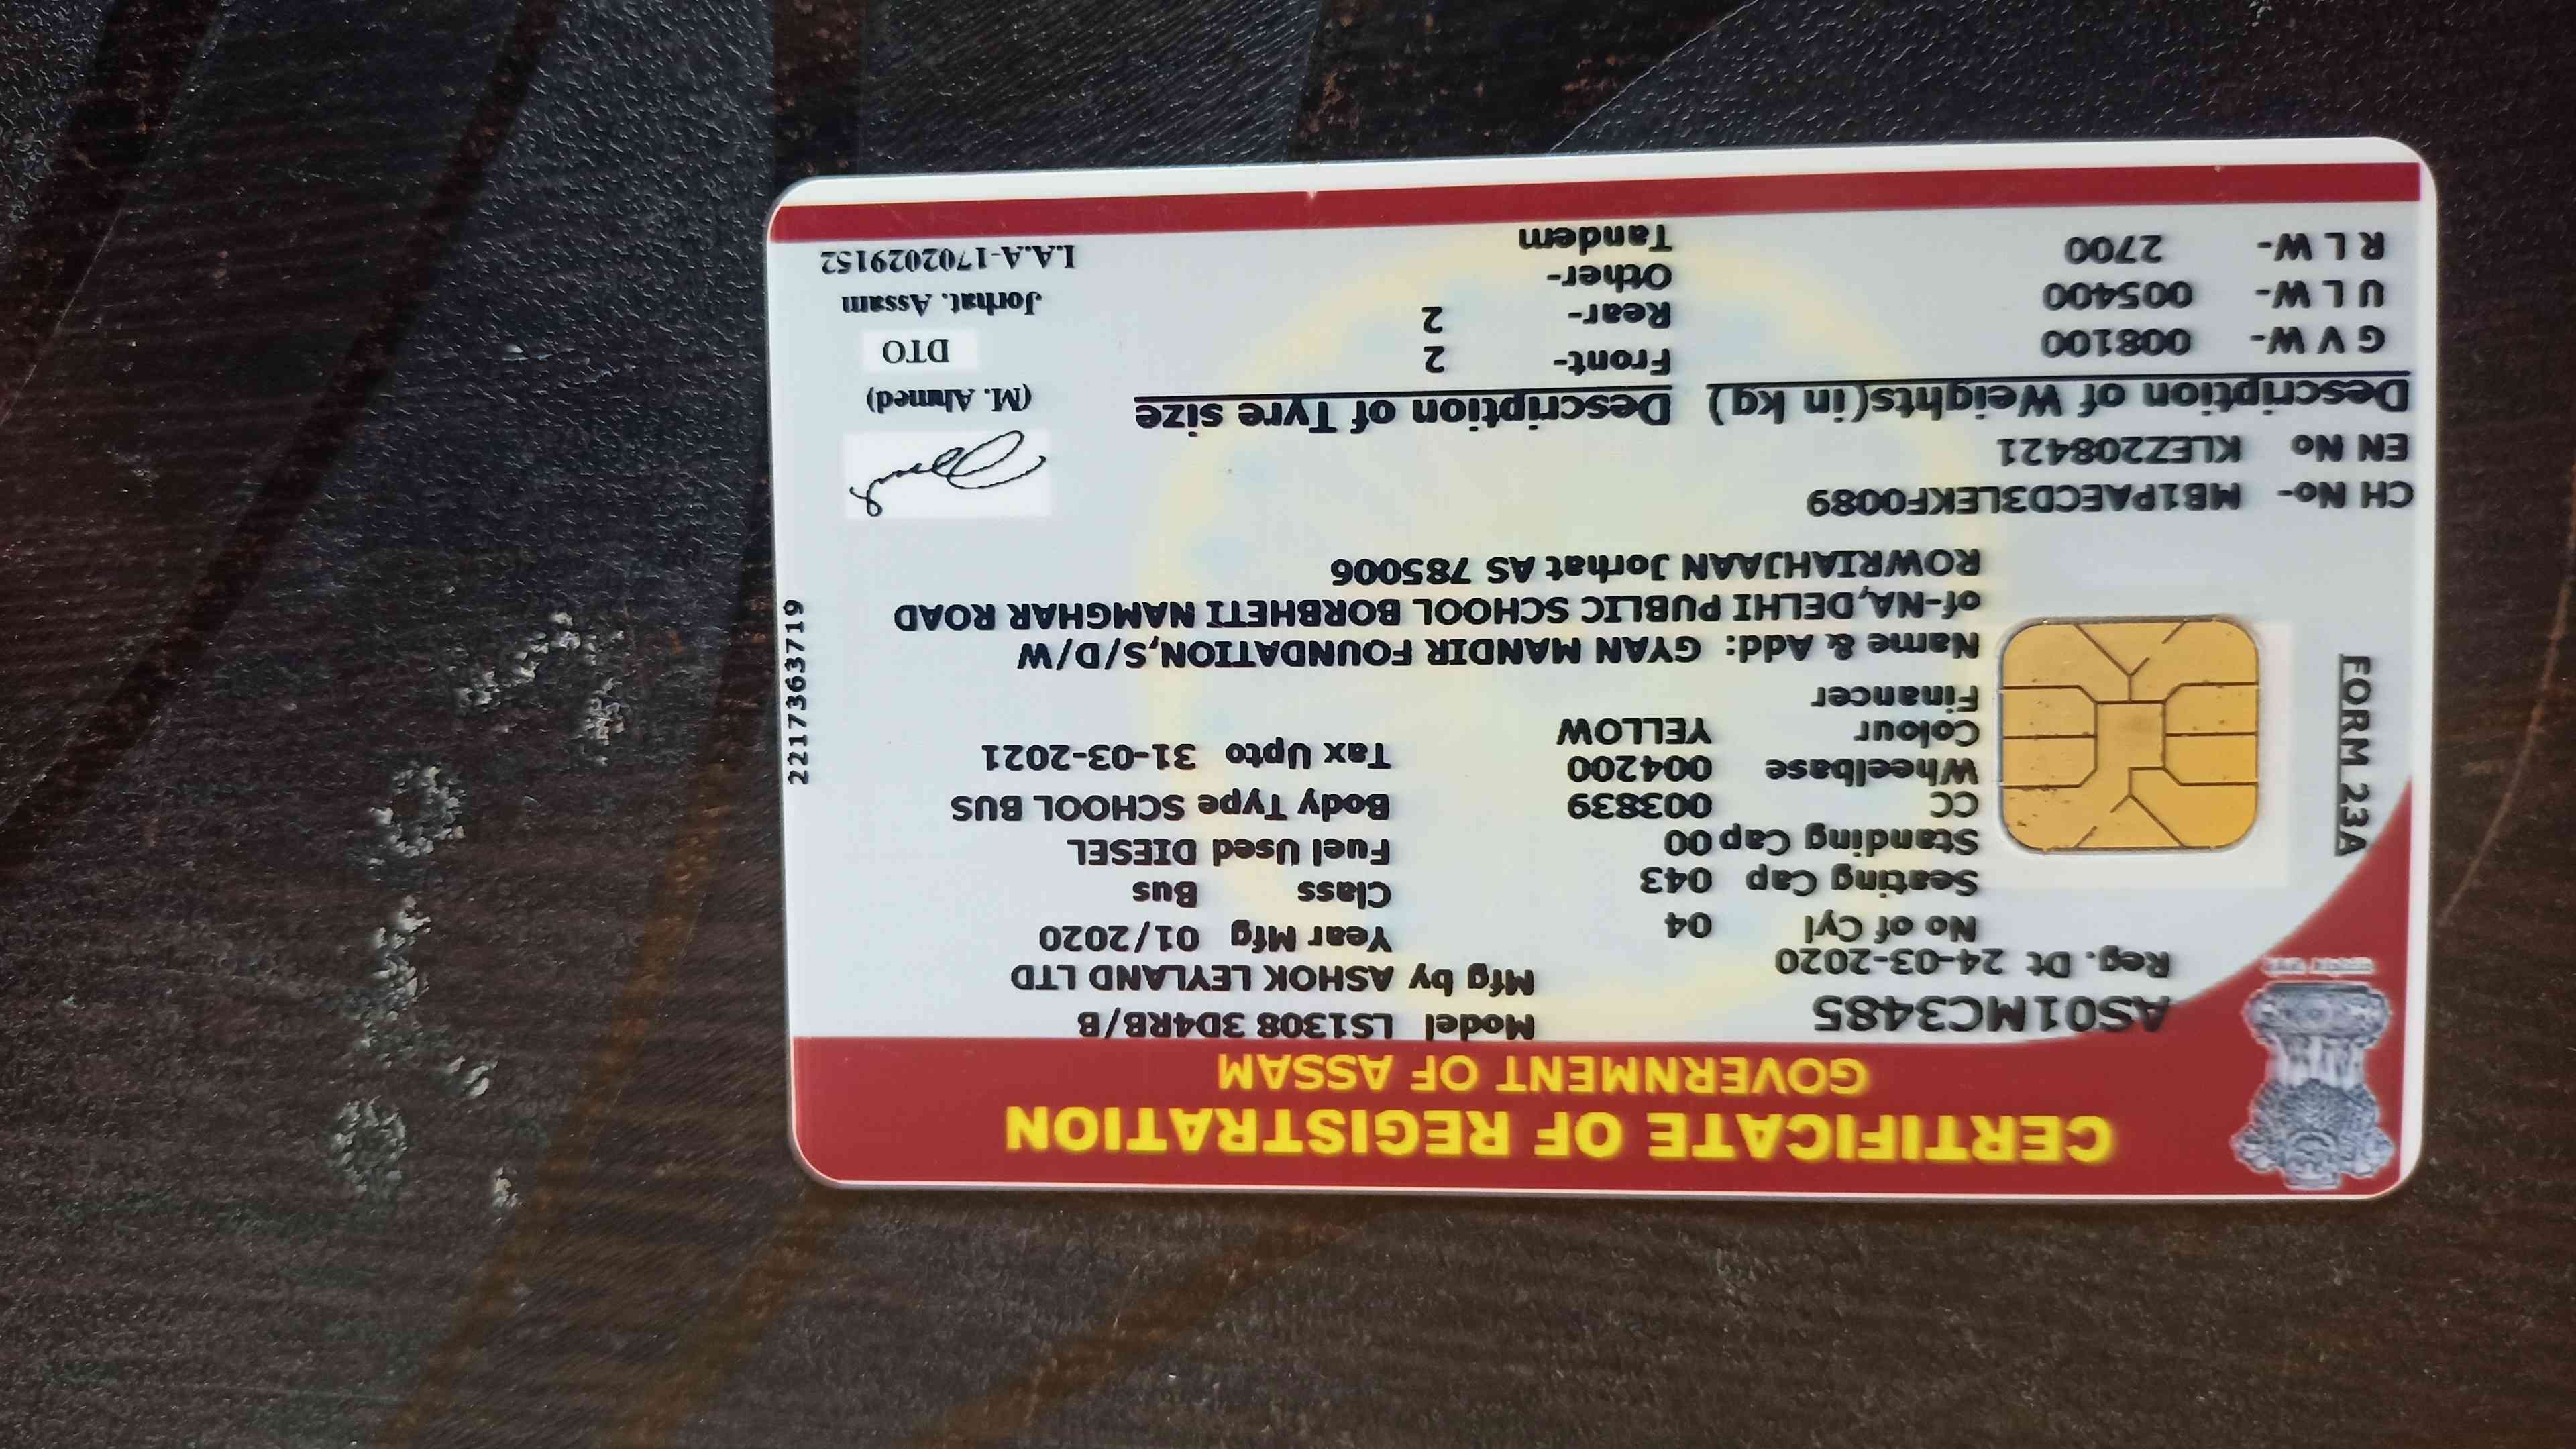 CERTIFICATE OF REGISTRATION
GOVERNMENT OF ASSAM
AS01MC3485 Model LS1308 3D4RB/B
Reg. Dt 24-03-2020 Mfg by ASHOK LEYLAND LTD
No of Cyl 04 Year Mfg 01/2020
Seating Cap 043 Class Bus
Standing Cap 00 Fuel Used DIESEL
CC 003839 Body Type SCHOOL BUS
Wheelbase 004200 Tax Upto 31-03-2021
Colour YELLOW
Financer
FORM 23A
2217363719
Name & Add: GYAN MANDIR FOUNDATION,S/D/W
of-NA,DELHI PUBLIC SCHOOL BORBHETI NAMGHAR ROAD
ROWRIAHJAAN Jorhat AS 785006
CH No- MB1PAECD3LEKF0089
EN No KLEZ208421
Description of Weights(in kg) Description of Tyre size
G V W- 008100 Front- 2
U L W- 005400 Rear- 2
R L W- 2700 Other-
Tandem
(M. Ahmed)
DTO
Jorhat. Assam
I.A.A-1702029152